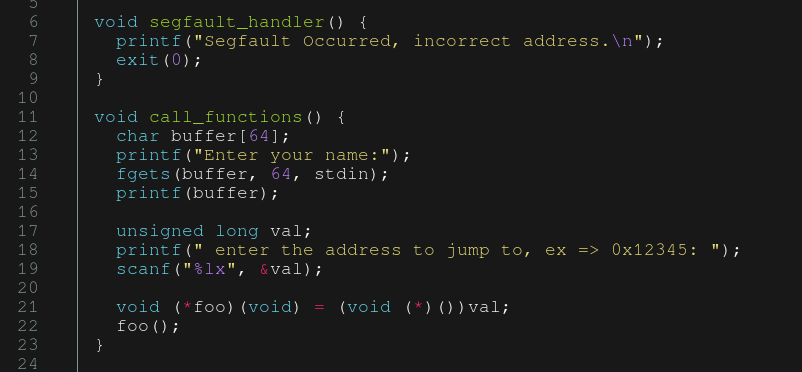 5
6 void segfault_handler() {
7 printf("Segfault Occurred, incorrect address.\n");
8 exit(0);
9 }
10
11 void call_functions() {
12 char buffer[64];
13 printf("Enter your name:");
14 fgets(buffer, 64, stdin);
15 printf(buffer);
16
17 unsigned long val;
18 printf(" enter the address to jump to, ex => 0x12345: ");
19 scanf("%lx", &val);
20
21 void (*foo)(void) = (void (*)())val;
22 foo();
23 }
24